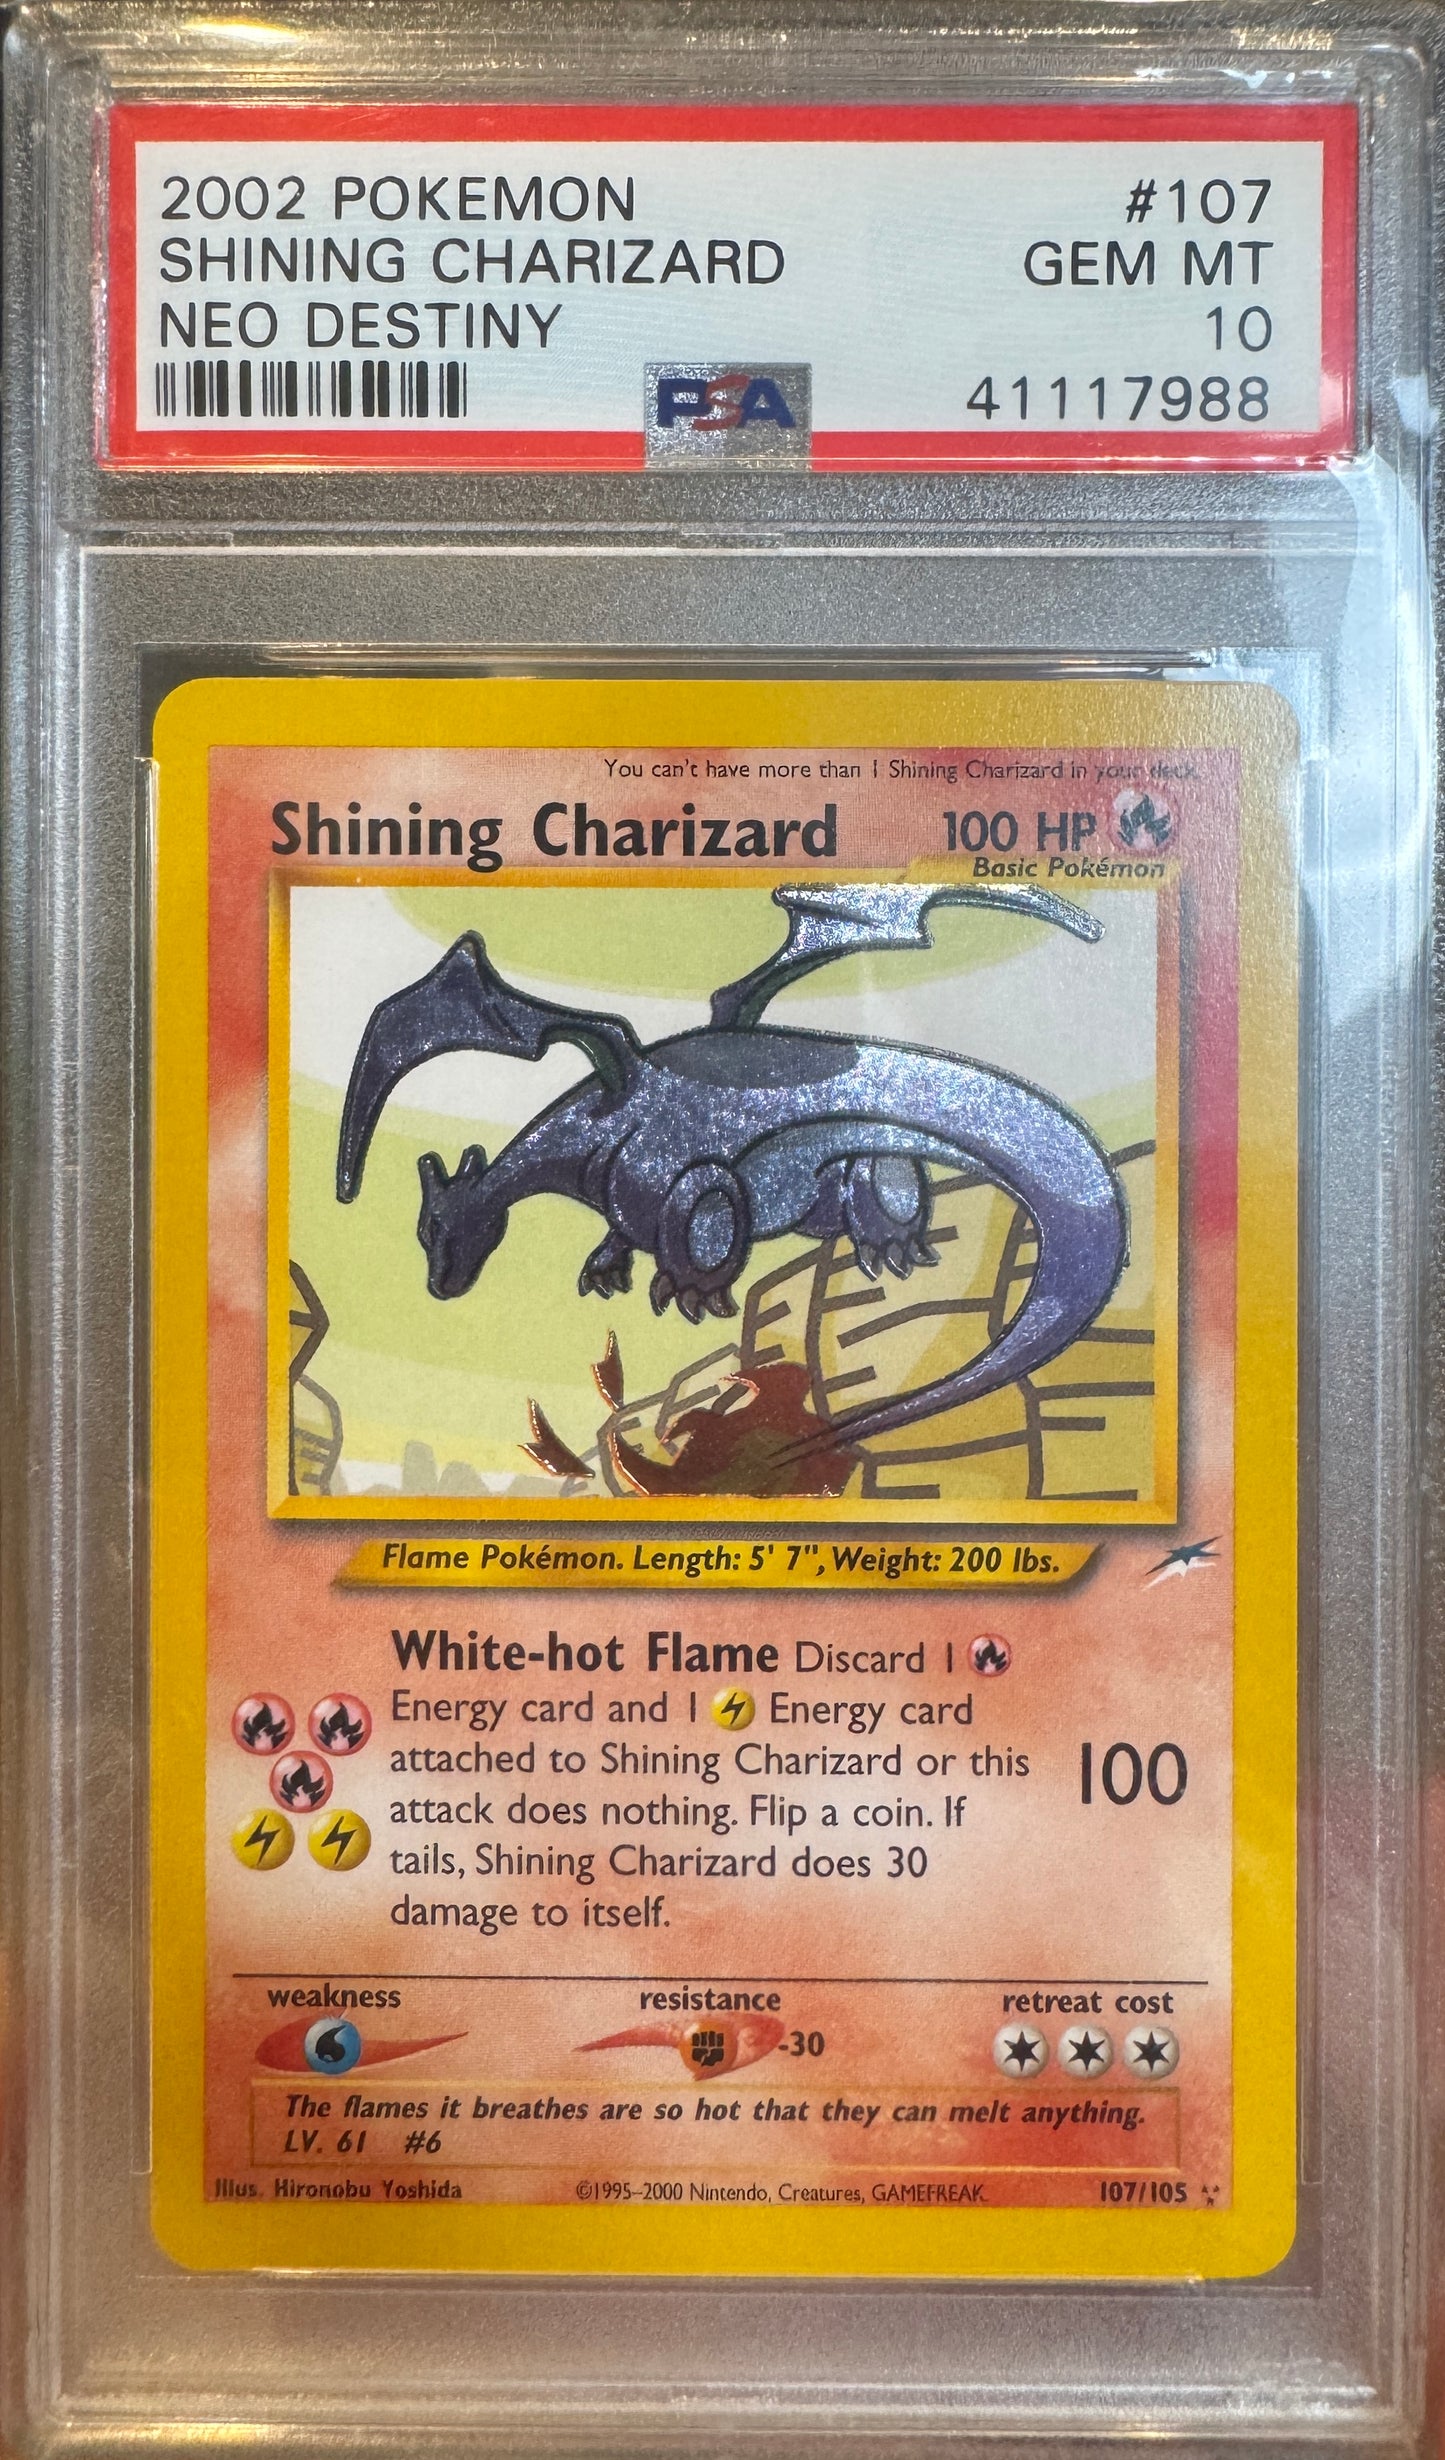 2002 POKEMON #107
SHINING CHARIZARD GEM MT
NEO DESTINY 10
PSA 41117988
You can't have more than 1 Shining Charizard in your deck.
Shining Charizard 100 HP
Basic Pokémon
Flame Pokémon. Length: 5' 7", Weight: 200 lbs.
White-hot Flame Discard 1
Energy card and 1 Energy card
attached to Shining Charizard or this
attack does nothing. Flip a coin. If
tails, Shining Charizard does 30
damage to itself.
100
weakness resistance retreat cost
-30
The flames it breathes are so hot that they can melt anything.
LV. 61 #6
Illus. Hironobu Yoshida ©1995–2000 Nintendo, Creatures, GAMEFREAK. 107/105